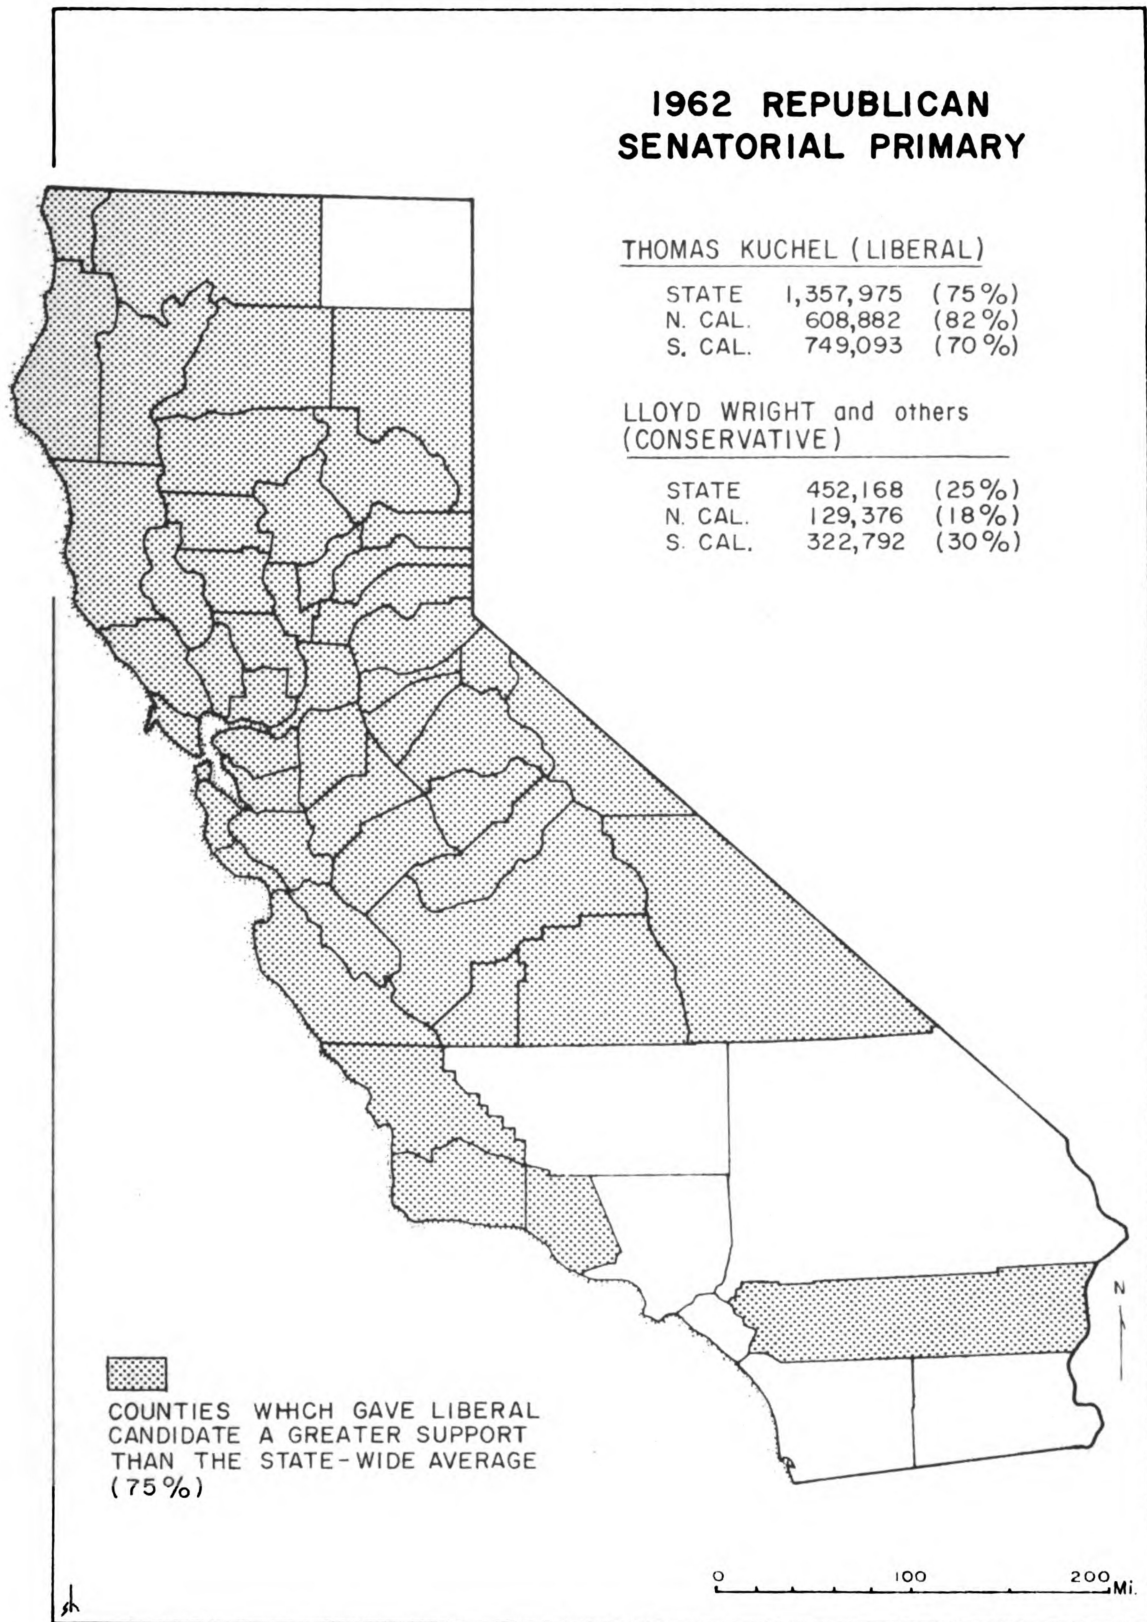 1962 REPUBLICAN
SENATORIAL PRIMARY
THOMAS KUCHEL (LIBERAL)
STATE 1,357,975 (75%)
N. CAL. 608,882 (82%)
S. CAL. 749,093 (70%)
LLOYD WRIGHT and others
(CONSERVATIVE)
STATE 452,168 (25%)
N. CAL. 129,376 (18%)
S. CAL. 322,792 (30%)
N
COUNTIES WHICH GAVE LIBERAL
CANDIDATE A GREATER SUPPORT
THAN THE STATE-WIDE AVERAGE
(75%)
0 100 200 Mi.
sh